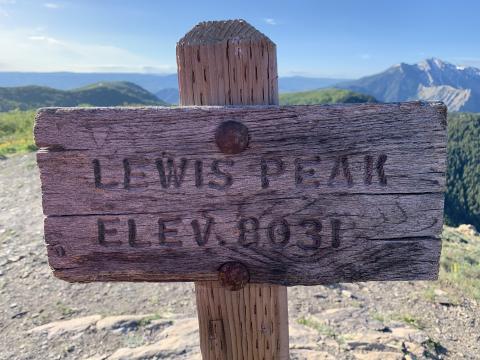 LEWIS PEAK
ELEV. 8031